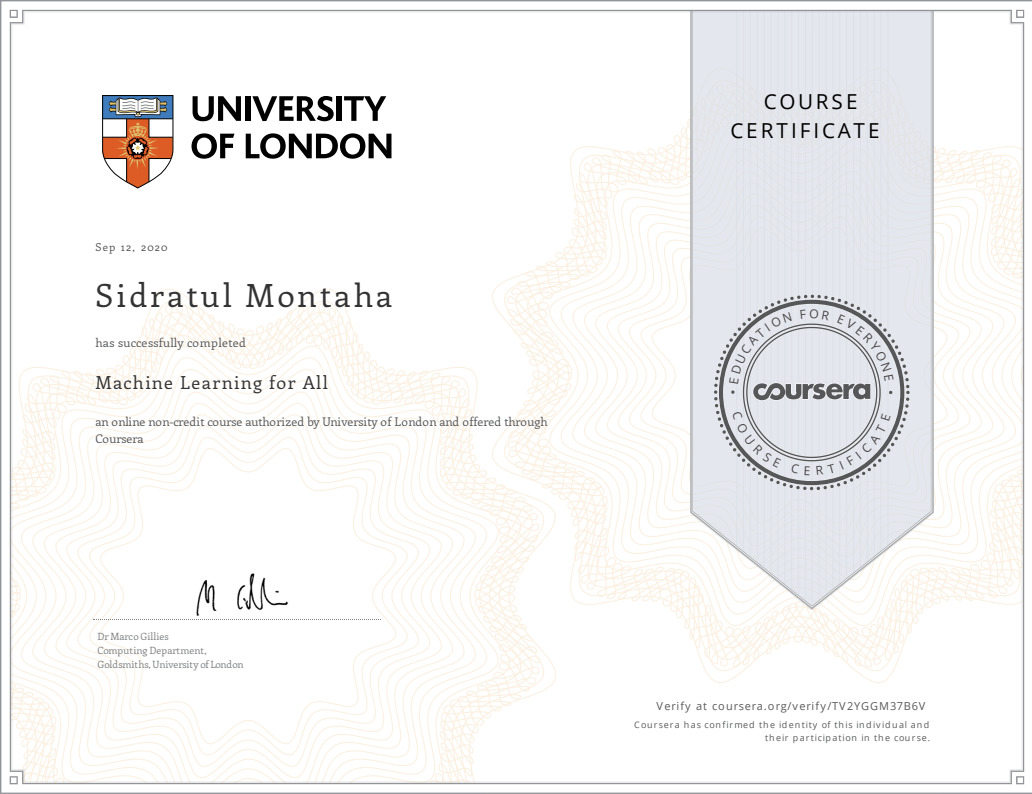 UNIVERSITY
OF LONDON
COURSE
CERTIFICATE
Sep 12, 2020
Sidratul Montaha
has successfully completed
Machine Learning for All
an online non-credit course authorized by University of London and offered through
Coursera
EDUCATION FOR EVERYONE
coursera
COURSE CERTIFICATE
Dr Marco Gillies
Computing Department,
Goldsmiths, University of London
Verify at coursera.org/verify/TV2YGGM37B6V
Coursera has confirmed the identity of this individual and
their participation in the course.